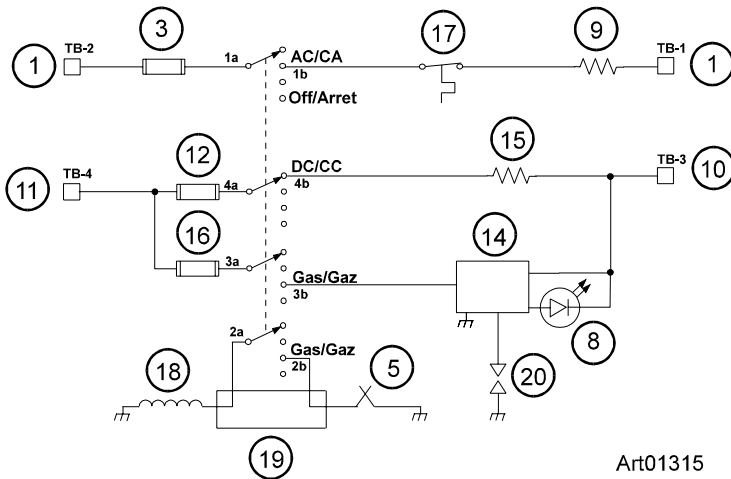 3
17
9
TB-2
1a
AC/CA
TB-1
1
1b
1
Off/Arret
12
DC/CC
15
TB-3
11
TB-4
4a
4b
10
16
14
3a
Gas/Gaz
3b
2a
Gas/Gaz
8
2b
18
5
20
19
Art01315